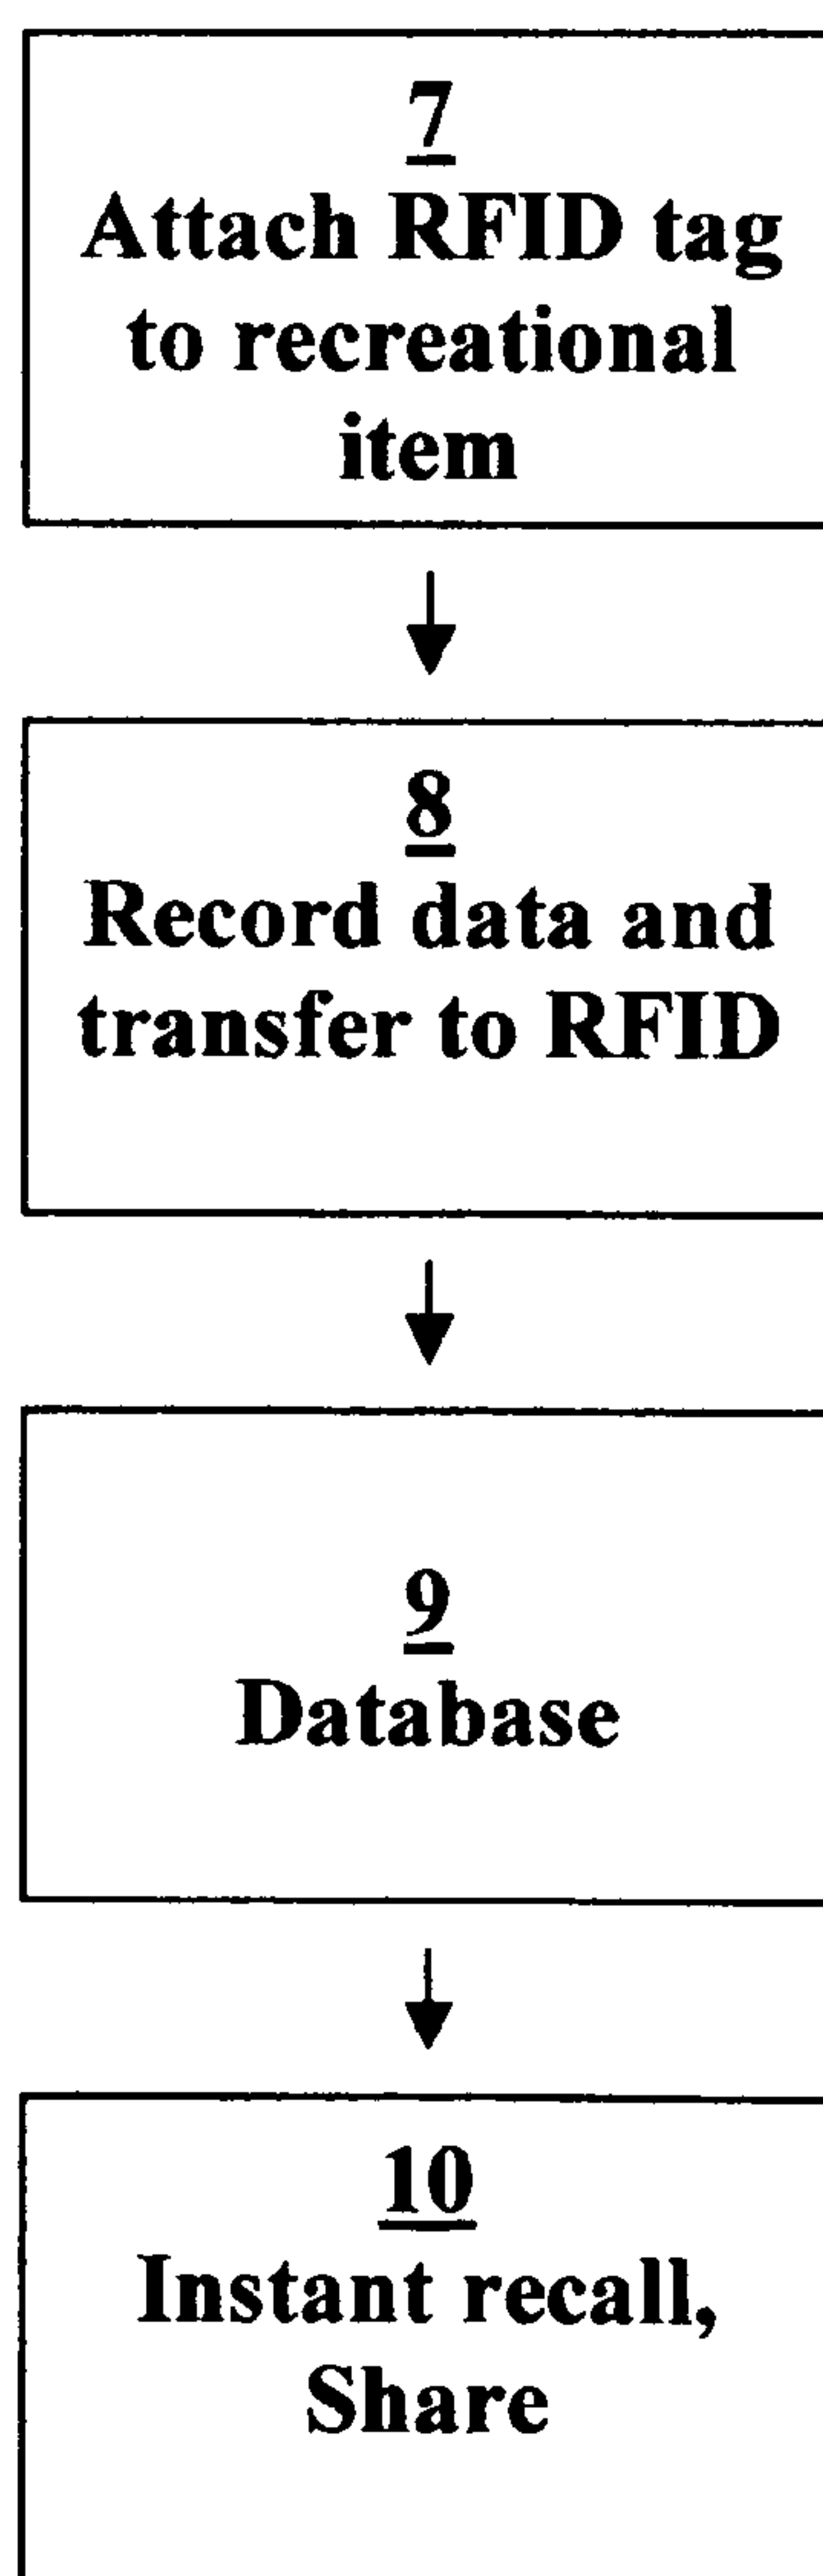 7
Attach RFID tag
to recreational
item
8
Record data and
transfer to RFID
9
Database
10
Instant recall,
Share